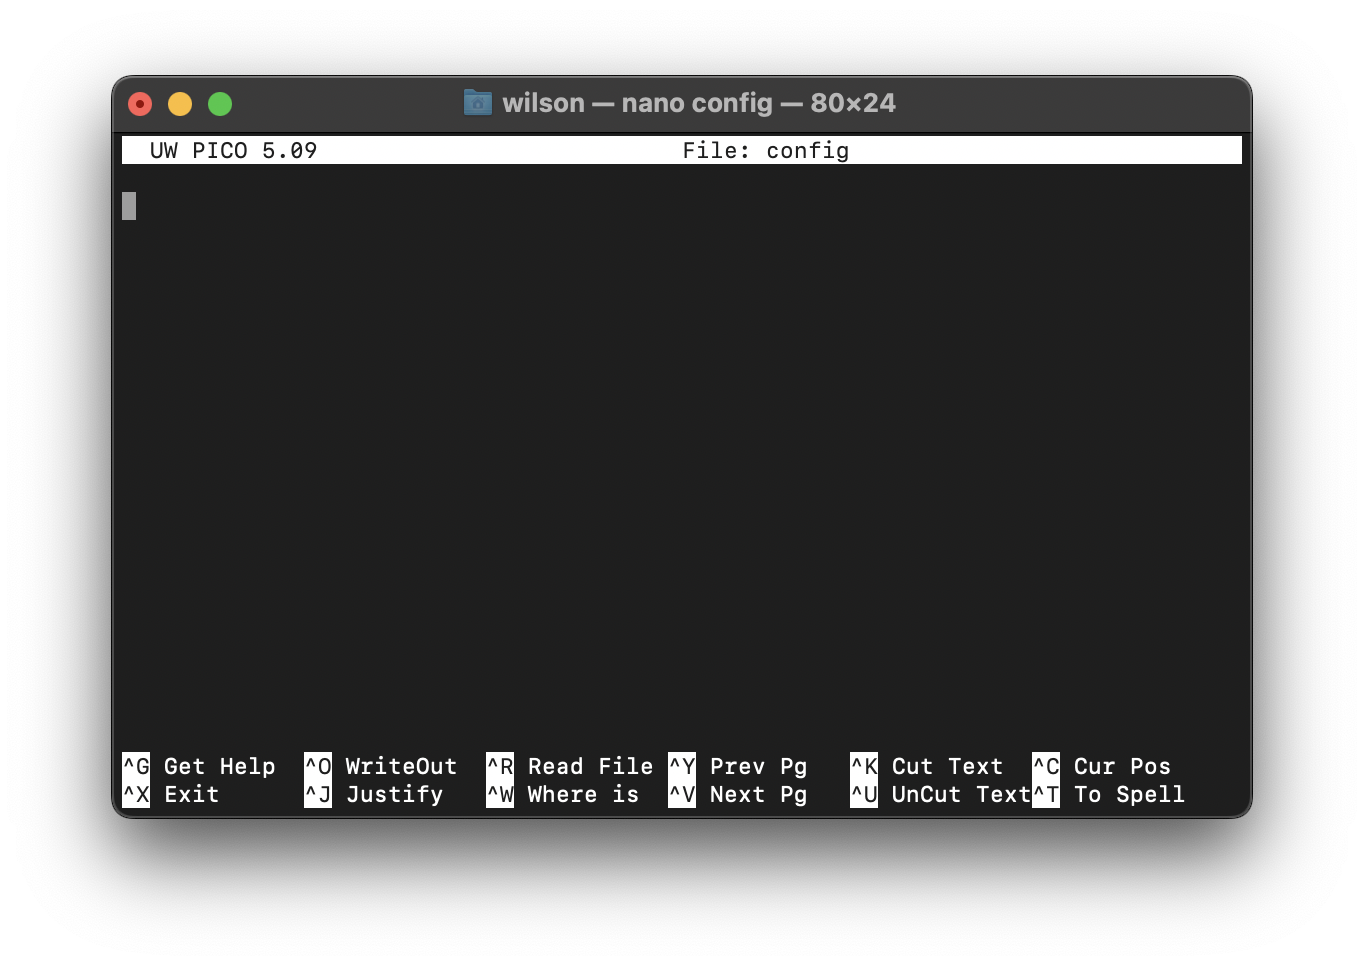 wilson — nano config — 80×24
UW PICO 5.09 File: config
^G Get Help ^O WriteOut ^R Read File ^Y Prev Pg ^K Cut Text ^C Cur Pos
^X Exit ^J Justify ^W Where is ^V Next Pg ^U UnCut Text^T To Spell